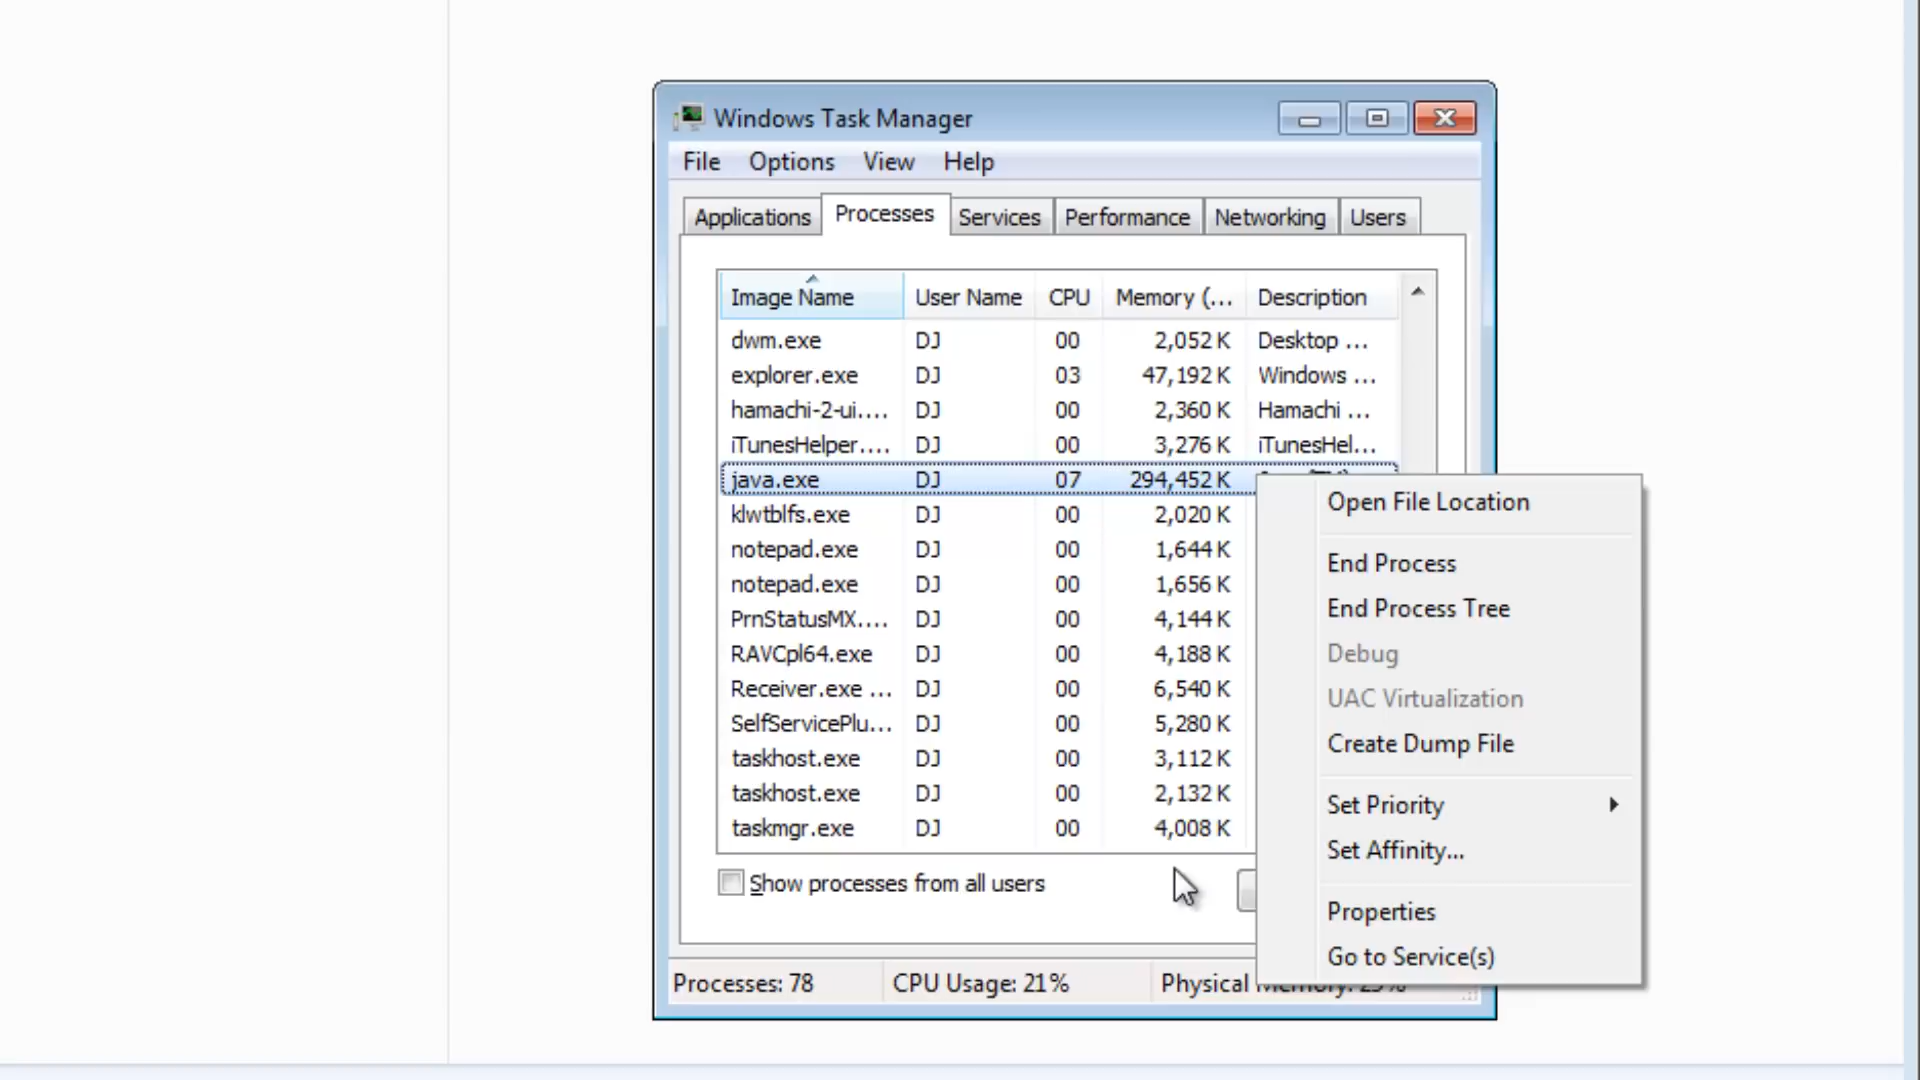 Windows Task Manager
File Options View Help
Applications Processes Services Performance Networking Users
Image Name User Name CPU Memory (... Description
dwm.exe DJ 00 2,052 K Desktop ...
explorer.exe DJ 03 47,192 K Windows ...
hamachi-2-ui.... DJ 00 2,360 K Hamachi ...
iTunesHelper.... DJ 00 3,276 K iTunesHel...
java.exe DJ 07 294,452 K
klwtblfs.exe DJ 00 2,020 K
notepad.exe DJ 00 1,644 K
notepad.exe DJ 00 1,656 K
PrnStatusMX.... DJ 00 4,144 K
RAVCpl64.exe DJ 00 4,188 K
Receiver.exe ... DJ 00 6,540 K
SelfServicePlu... DJ 00 5,280 K
taskhost.exe DJ 00 3,112 K
taskhost.exe DJ 00 2,132 K
taskmgr.exe DJ 00 4,008 K
Show processes from all users
Processes: 78 CPU Usage: 21% Physical
Open File Location
End Process
End Process Tree
Debug
UAC Virtualization
Create Dump File
Set Priority
Set Affinity...
Properties
Go to Service(s)